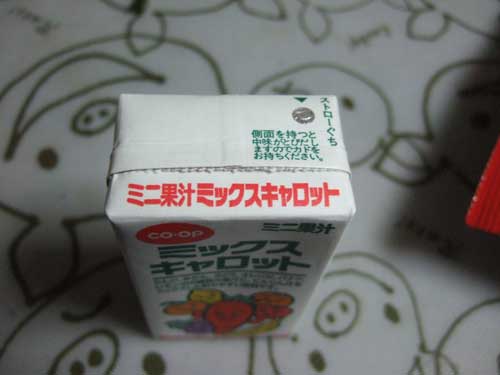 ストローぐち
側面を持つと
中味がとびだし
ますのでカドを
お持ちください。
ミニ果汁ミックスキャロット
CO·OP
ミニ果汁
ミックス
キャロット